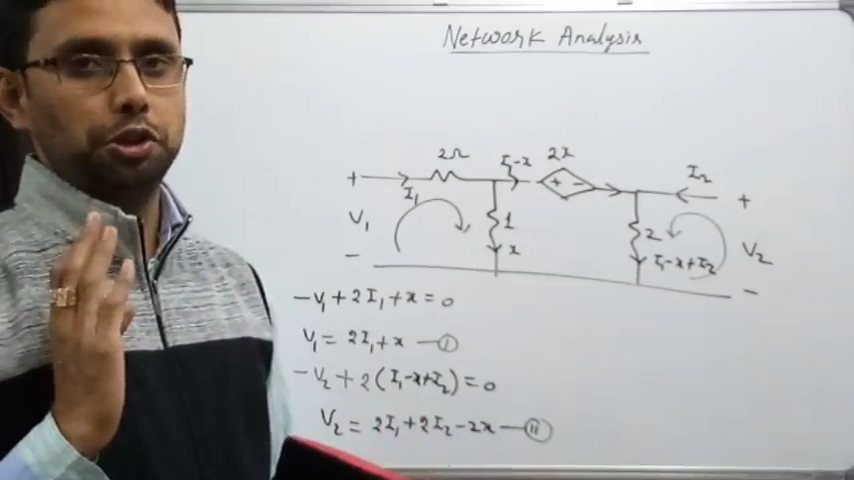 Network Analysis
2Ω I₁-x 2x I₂
+ I₁ + - +
V₁ 1 2 V₂
- x I₁-x+I₂ -
-V₁+2I₁+x=0
V₁=2I₁+x -①
-V₂+2(I₁-x+I₂)=0
V₂=2I₁+2I₂-2x-⑪